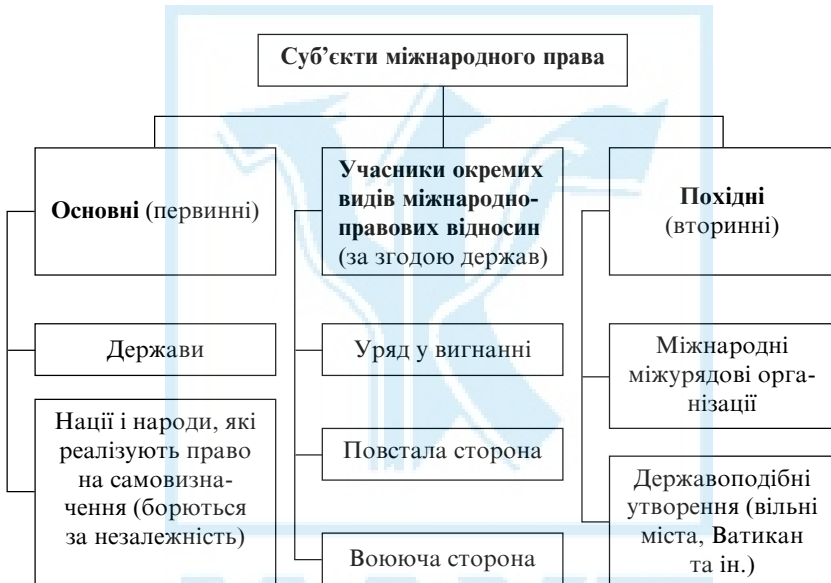 Суб’єкти міжнародного права
Основні (первинні)
Держави
Нації і народи, які
реалізують право
на самовизна-
чення (борються
за незалежність)
Учасники окремих
видів міжнародно-
правових відносин
(за згодою держав)
Уряд у вигнанні
Повстала сторона
Воююча сторона
Похідні
(вторинні)
Міжнародні
міжурядові орга-
нізації
Державоподібні
утворення (вільні
міста, Ватикан
та ін.)